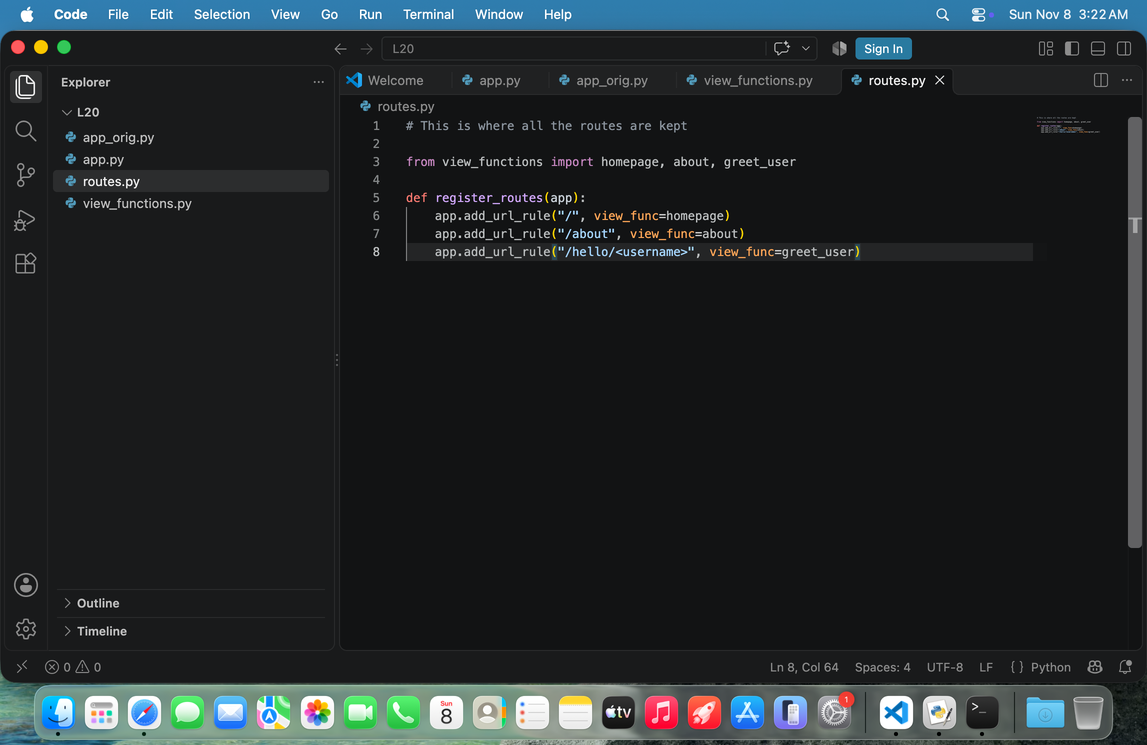 Code File Edit Selection View Go Run Terminal Window Help Sun Nov 8 3:22 AM
L20 Sign In
Explorer
L20
app_orig.py
app.py
routes.py
view_functions.py
Outline
Timeline
Welcome app.py app_orig.py view_functions.py routes.py
routes.py
1 # This is where all the routes are kept
2
3 from view_functions import homepage, about, greet_user
4
5 def register_routes(app):
6 app.add_url_rule("/", view_func=homepage)
7 app.add_url_rule("/about", view_func=about)
8 app.add_url_rule("/hello/<username>", view_func=greet_user)
0 0 Ln 8, Col 64 Spaces: 4 UTF-8 LF {} Python
Sun
8
tv
1
>_